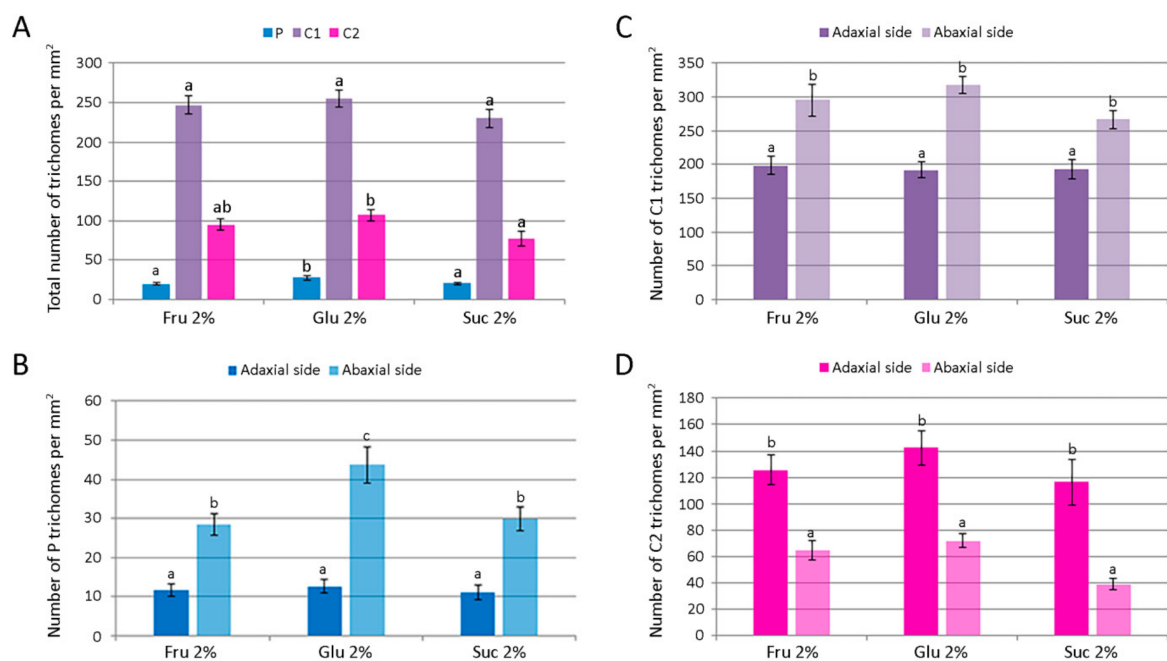 A
P C1 C2
Total number of trichomes per mm²
300
250
200
150
100
50
0
a
a
ab
b
a
b
a
a
a
Fru 2% Glu 2% Suc 2%
B
Adaxial side Abaxial side
Number of P trichomes per mm²
60
50
40
30
20
10
0
a
b
a
c
a
b
Fru 2% Glu 2% Suc 2%
C
Adaxial side Abaxial side
Number of C1 trichomes per mm²
350
300
250
200
150
100
50
0
a
b
a
b
a
b
Fru 2% Glu 2% Suc 2%
D
Adaxial side Abaxial side
Number of C2 trichomes per mm²
180
160
140
120
100
80
60
40
20
0
b
a
b
a
b
a
Fru 2% Glu 2% Suc 2%